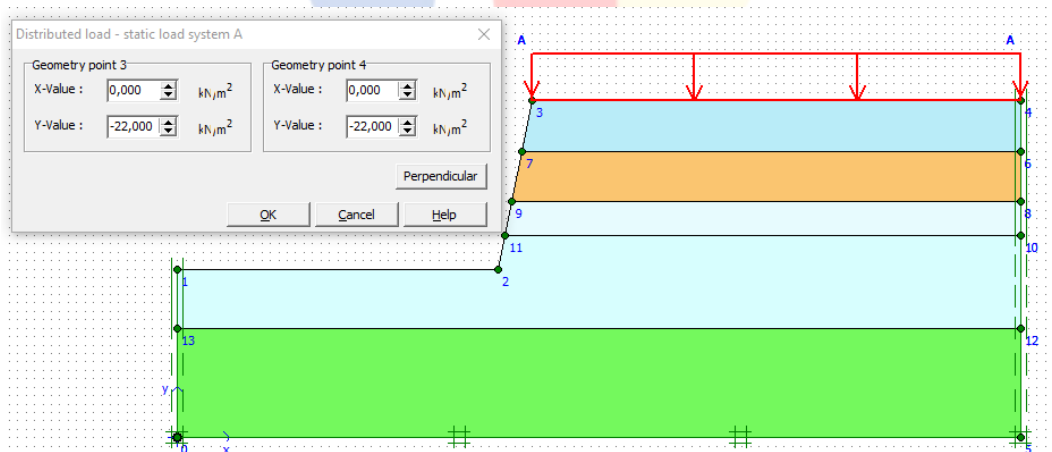 Distributed load - static load system A
Geometry point 3
X-Value : 0,000 kN/m2
Y-Value : -22,000 kN/m2
Geometry point 4
X-Value : 0,000 kN/m2
Y-Value : -22,000 kN/m2
Perpendicular
OK Cancel Help
A A
3 4
7 6
9 8
11 10
1 2
13 12
y
0 x 5